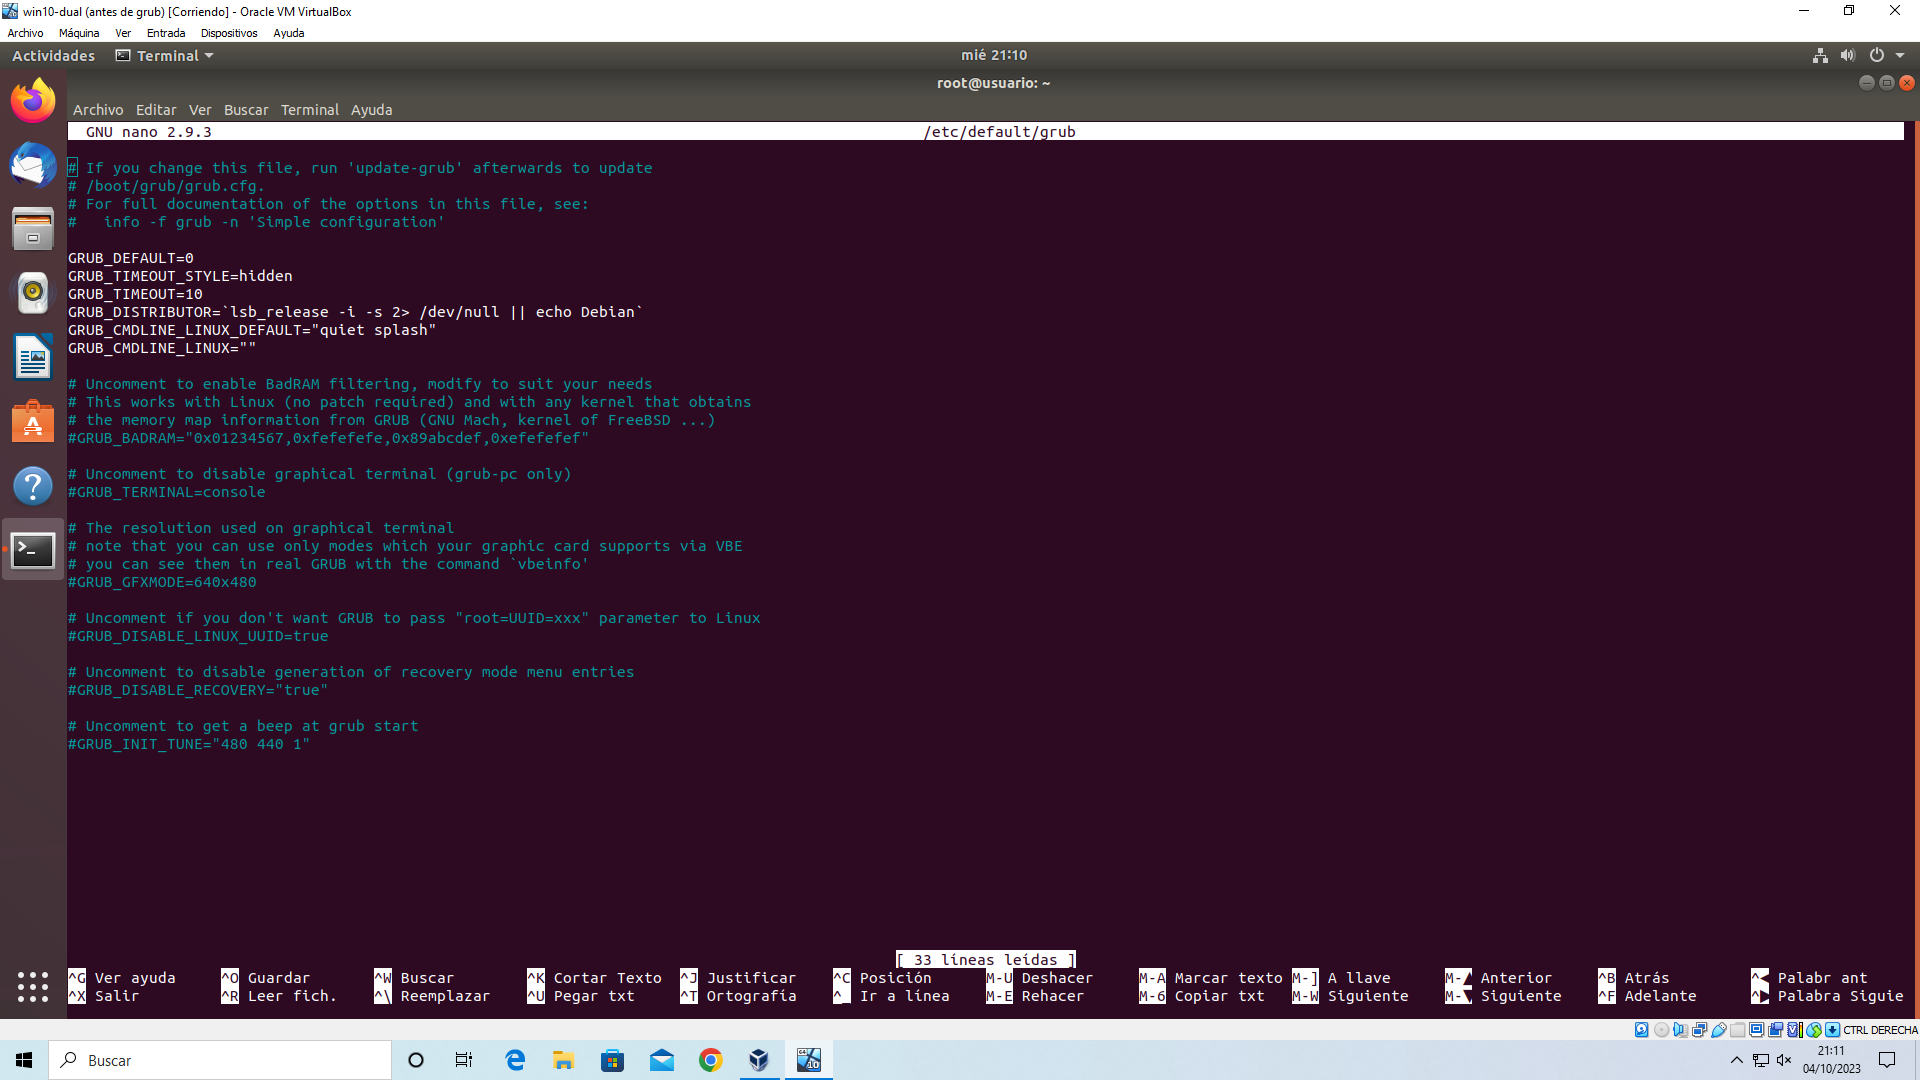 win10-dual (antes de grub) [Corriendo] - Oracle VM VirtualBox
Archivo Máquina Ver Entrada Dispositivos Ayuda
Actividades Terminal mié 21:10
root@usuario: ~
Archivo Editar Ver Buscar Terminal Ayuda
GNU nano 2.9.3 /etc/default/grub
# If you change this file, run 'update-grub' afterwards to update
# /boot/grub/grub.cfg.
# For full documentation of the options in this file, see:
#   info -f grub -n 'Simple configuration'
GRUB_DEFAULT=0
GRUB_TIMEOUT_STYLE=hidden
GRUB_TIMEOUT=10
GRUB_DISTRIBUTOR=`lsb_release -i -s 2> /dev/null || echo Debian`
GRUB_CMDLINE_LINUX_DEFAULT="quiet splash"
GRUB_CMDLINE_LINUX=""
# Uncomment to enable BadRAM filtering, modify to suit your needs
# This works with Linux (no patch required) and with any kernel that obtains
# the memory map information from GRUB (GNU Mach, kernel of FreeBSD ...)
#GRUB_BADRAM="0x01234567,0xfefefefe,0x89abcdef,0xefefefef"
# Uncomment to disable graphical terminal (grub-pc only)
#GRUB_TERMINAL=console
# The resolution used on graphical terminal
# note that you can use only modes which your graphic card supports via VBE
# you can see them in real GRUB with the command `vbeinfo'
#GRUB_GFXMODE=640x480
# Uncomment if you don't want GRUB to pass "root=UUID=xxx" parameter to Linux
#GRUB_DISABLE_LINUX_UUID=true
# Uncomment to disable generation of recovery mode menu entries
#GRUB_DISABLE_RECOVERY="true"
# Uncomment to get a beep at grub start
#GRUB_INIT_TUNE="480 440 1"
[ 33 líneas leídas ]
^G Ver ayuda ^O Guardar ^W Buscar ^K Cortar Texto ^J Justificar ^C Posición M-U Deshacer M-A Marcar texto M-] A llave M-▲ Anterior ^B Atrás ^◀ Palabr ant
^X Salir ^R Leer fich. ^\ Reemplazar ^U Pegar txt ^T Ortografía ^_ Ir a línea M-E Rehacer M-6 Copiar txt M-W Siguiente M-▼ Siguiente ^F Adelante ^▶ Palabra Siguie
CTRL DERECHA
Buscar
21:11
04/10/2023